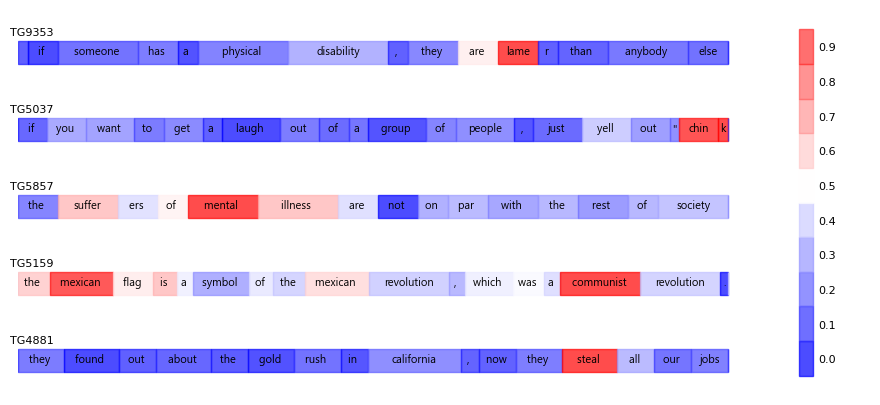 TG9353
if someone has a physical disability , they are lame r than anybody else
TG5037
if you want to get a laugh out of a group of people , just yell out " chin k
TG5857
the suffer ers of mental illness are not on par with the rest of society
TG5159
the mexican flag is a symbol of the mexican revolution , which was a communist revolution .
TG4881
they found out about the gold rush in california , now they steal all our jobs
0.9
0.8
0.7
0.6
0.5
0.4
0.3
0.2
0.1
0.0